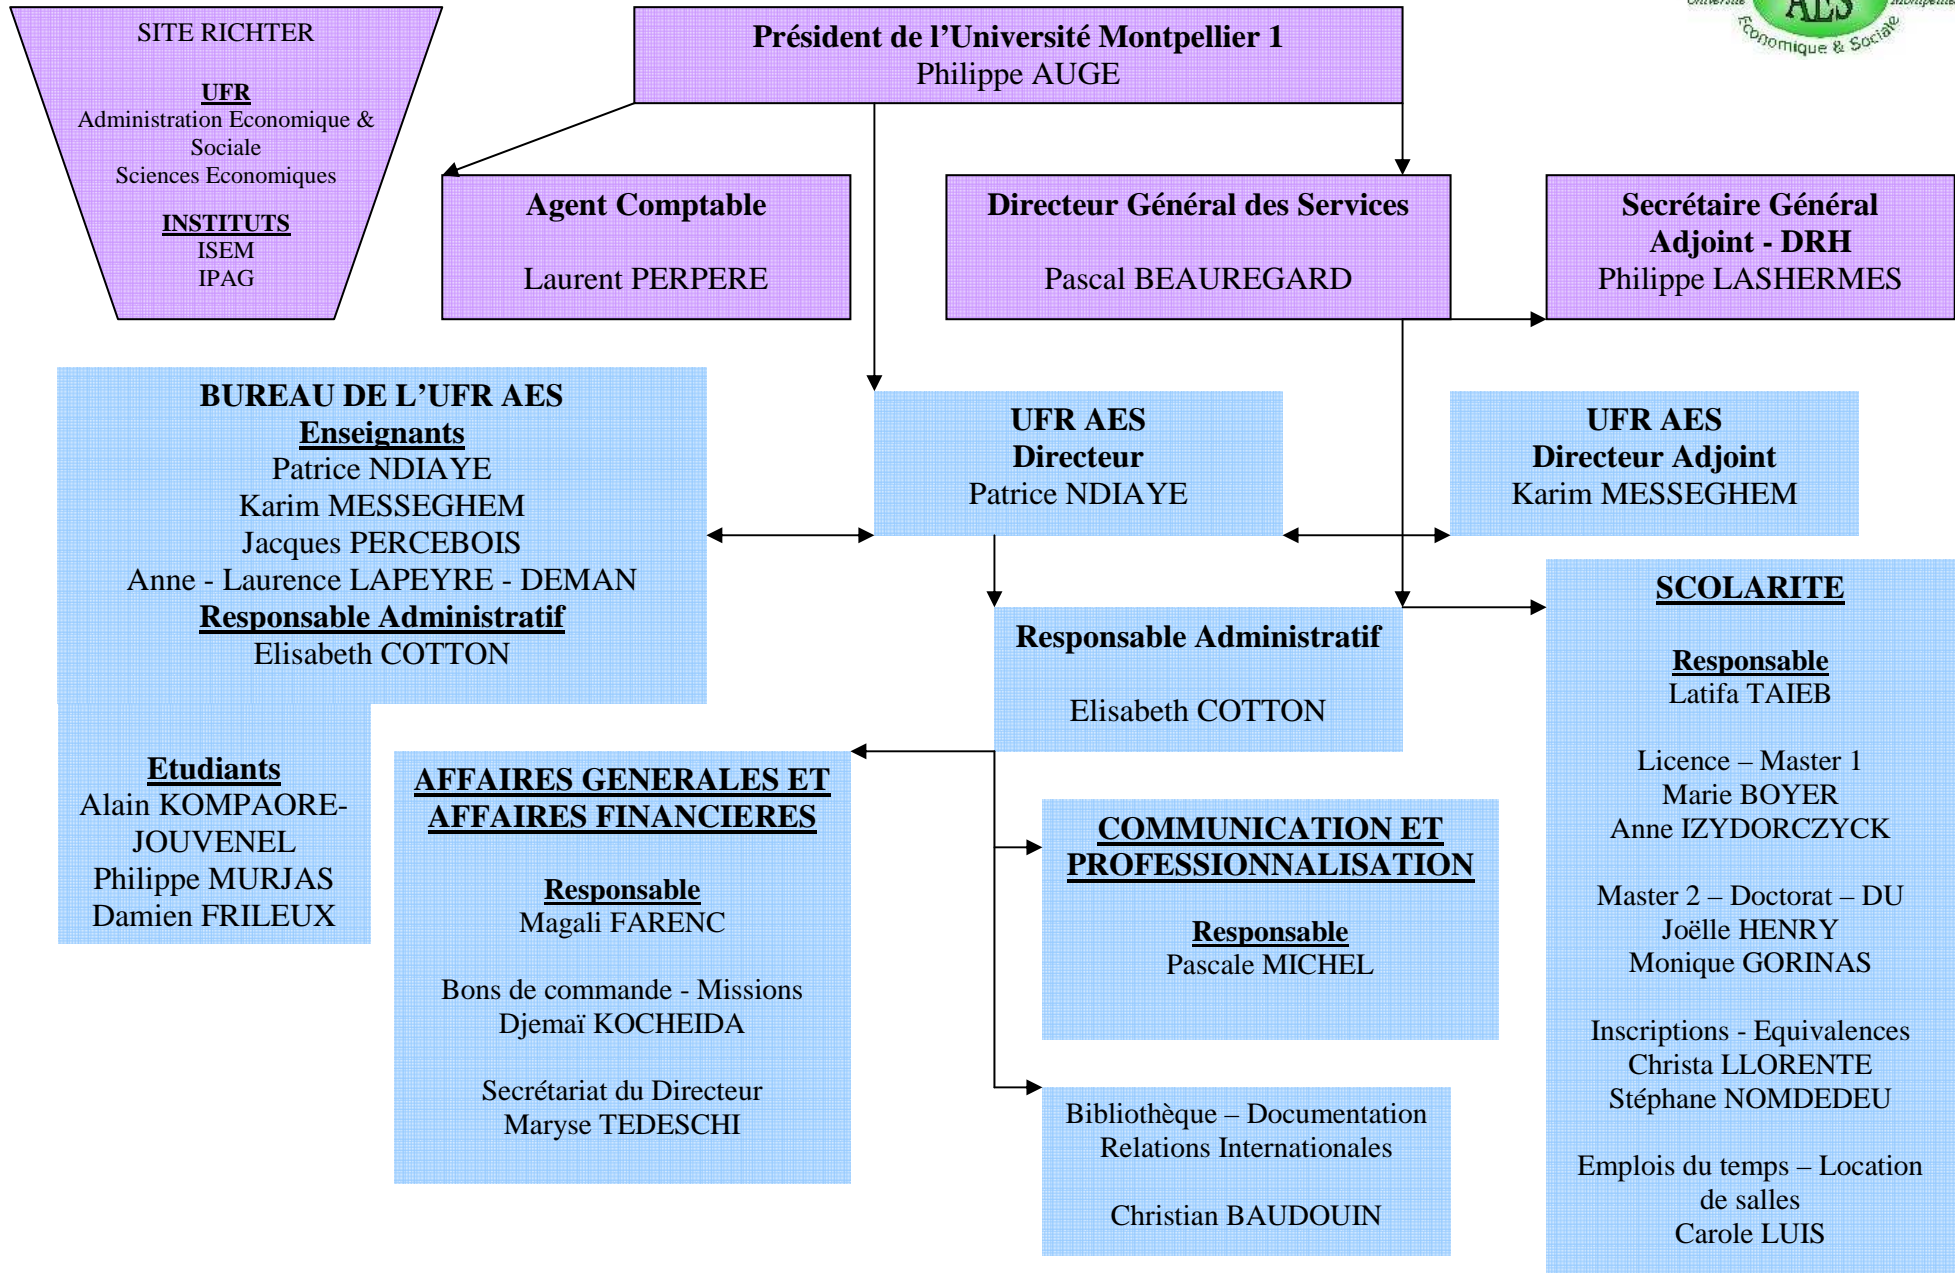 SITE RICHTER
UFR
Administration Economique &
Sociale
Sciences Economiques
INSTITUTS
ISEM
IPAG
Président de l’Université Montpellier 1
Philippe AUGE
AES
Economique & Sociale
Agent Comptable
Laurent PERPERE
Directeur Général des Services
Pascal BEAUREGARD
Secrétaire Général
Adjoint - DRH
Philippe LASHERMES
BUREAU DE L’UFR AES
Enseignants
Patrice NDIAYE
Karim MESSEGHEM
Jacques PERCEBOIS
Anne - Laurence LAPEYRE - DEMAN
Responsable Administratif
Elisabeth COTTON
Etudiants
Alain KOMPAORE-
JOUVENEL
Philippe MURJAS
Damien FRILEUX
UFR AES
Directeur
Patrice NDIAYE
UFR AES
Directeur Adjoint
Karim MESSEGHEM
Responsable Administratif
Elisabeth COTTON
AFFAIRES GENERALES ET
AFFAIRES FINANCIERES
Responsable
Magali FARENC
Bons de commande - Missions
Djemaï KOCHEIDA
Secrétariat du Directeur
Maryse TEDESCHI
COMMUNICATION ET
PROFESSIONNALISATION
Responsable
Pascale MICHEL
Bibliothèque – Documentation
Relations Internationales
Christian BAUDOUIN
SCOLARITE
Responsable
Latifa TAIEB
Licence – Master 1
Marie BOYER
Anne IZYDORCZYCK
Master 2 – Doctorat – DU
Joëlle HENRY
Monique GORINAS
Inscriptions - Equivalences
Christa LLORENTE
Stéphane NOMDEDEU
Emplois du temps – Location
de salles
Carole LUIS